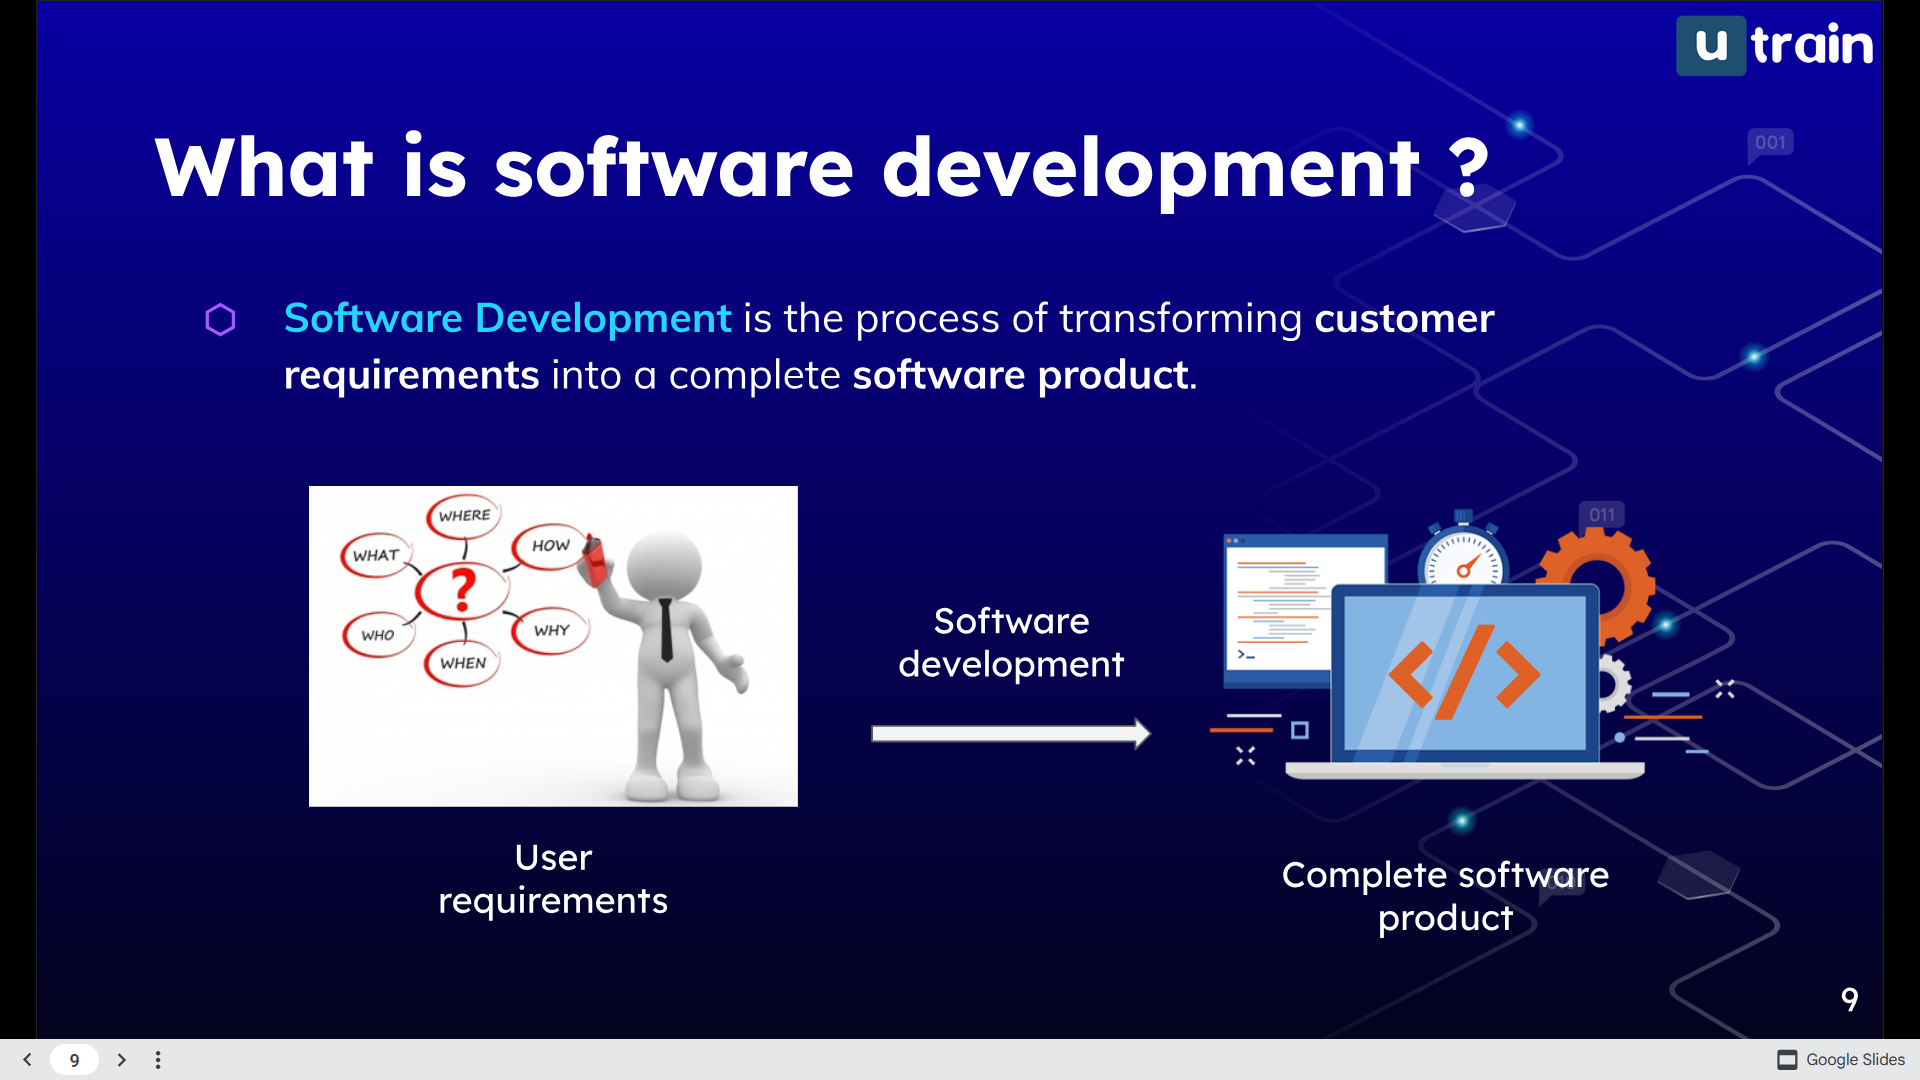 u train
001
What is software development ?
Software Development is the process of transforming customer
requirements into a complete software product.
WHERE
WHAT
HOW
?
WHO
WHY
WHEN
Software
development
011
>_
</>
User
requirements
Complete software
product
9
9
Google Slides